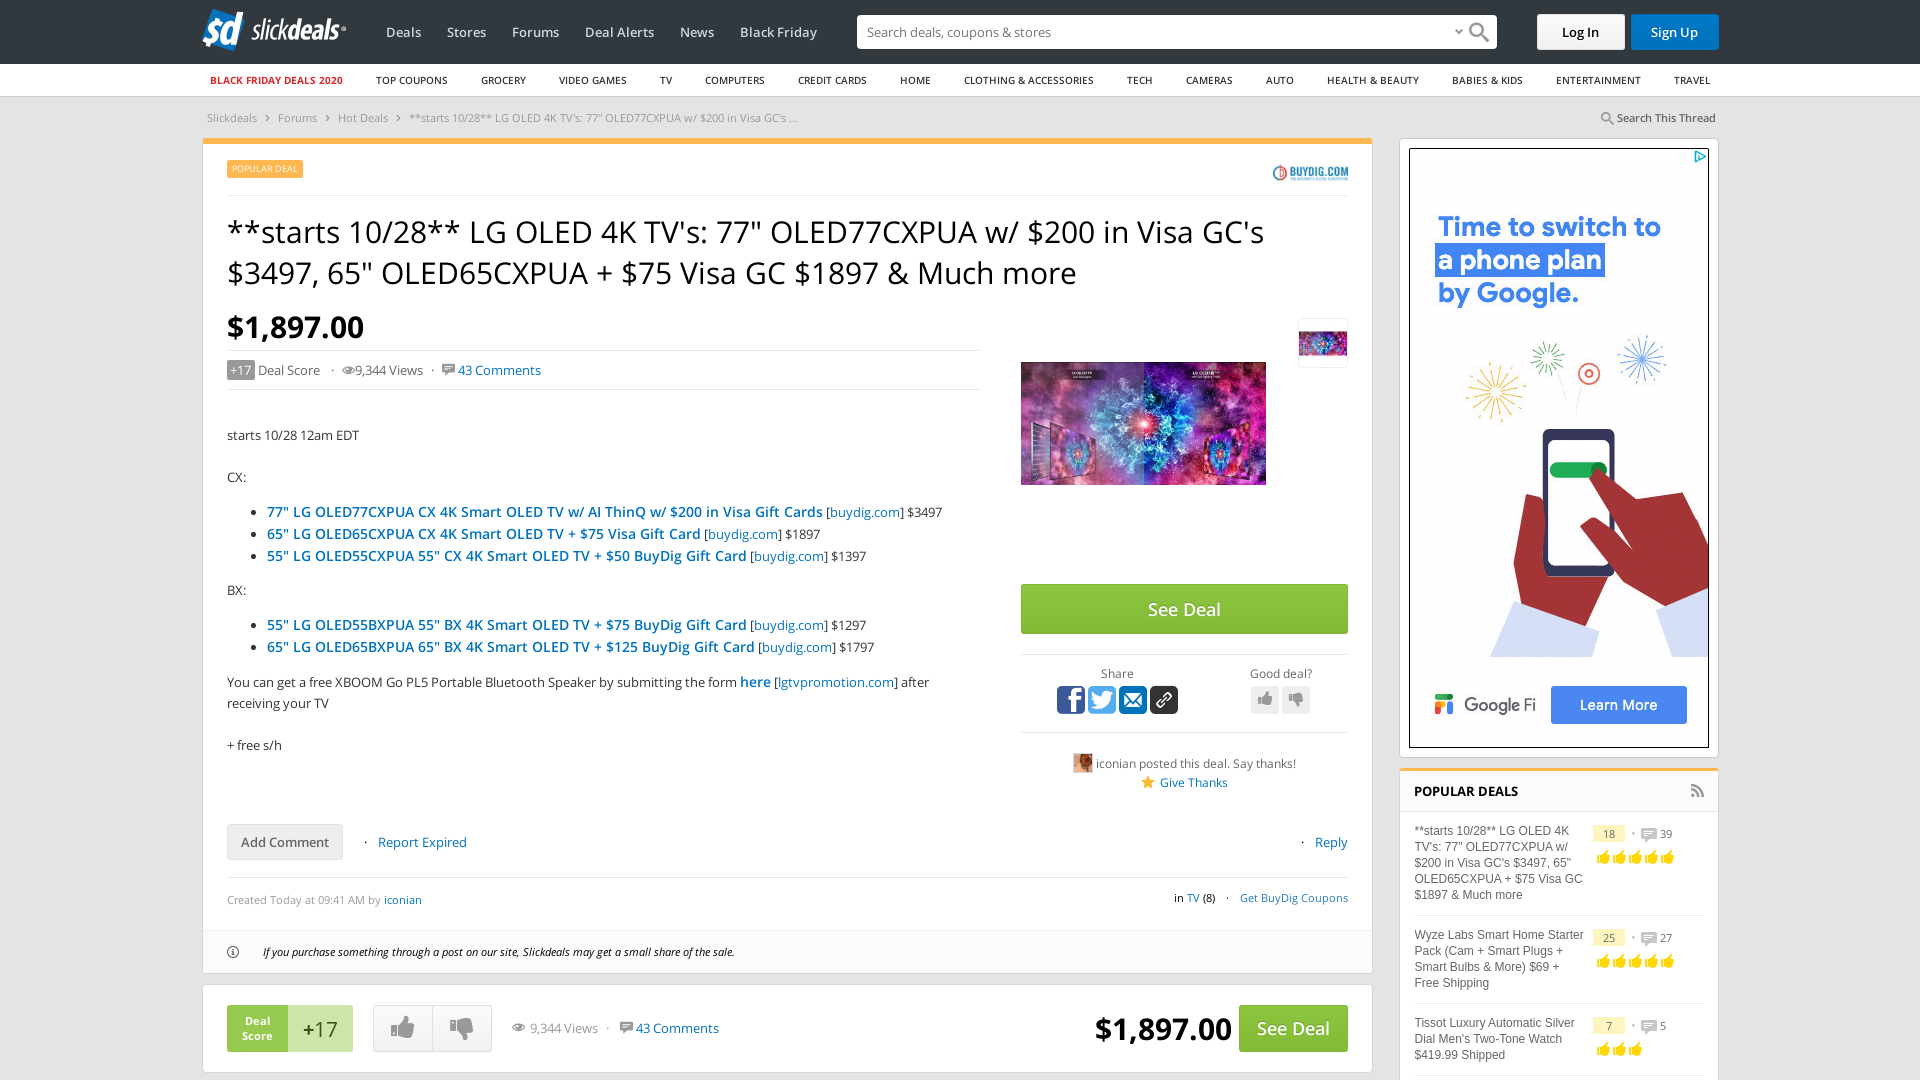 sd slickdeals
Deals Stores Forums Deal Alerts News Black Friday
Search deals, coupons & shopping
Log In
Sign Up
BLACK FRIDAY DEALS 2020 TOP COUPONS GROCERY VIDEO GAMES TV COMPUTERS CREDIT CARDS HOME CLOTHING & ACCESSORIES TECH CAMERAS AUTO HEALTH & BEAUTY BABIES & KIDS ENTERTAINMENT TRAVEL
Slickdeals › Forums › Hot Deals › **starts 10/28** LG OLED 4K TV's: 77" OLED77CXPUA w/ $200 in Visa GC's ...
Search This Thread
POPULAR DEAL
BUYDIG.COM
**starts 10/28** LG OLED 4K TV's: 77" OLED77CXPUA w/ $200 in Visa GC's
$3497, 65" OLED65CXPUA + $75 Visa GC $1897 & Much more
$1,897.00
+17 Deal Score · 9,344 Views · 43 Comments
starts 10/28 12am EDT
CX:
77" LG OLED77CXPUA CX 4K Smart OLED TV w/ AI ThinQ w/ $200 in Visa Gift Cards [buydig.com] $3497
65" LG OLED65CXPUA CX 4K Smart OLED TV + $75 Visa Gift Card [buydig.com] $1897
55" LG OLED55CXPUA 55" CX 4K Smart OLED TV + $50 BuyDig Gift Card [buydig.com] $1397
BX:
55" LG OLED55BXPUA 55" BX 4K Smart OLED TV + $75 BuyDig Gift Card [buydig.com] $1297
65" LG OLED65BXPUA 65" BX 4K Smart OLED TV + $125 BuyDig Gift Card [buydig.com] $1797
You can get a free XBOOM Go PL5 Portable Bluetooth Speaker by submitting the form here [lgtvpromotion.com] after
receiving your TV
+ free s/h
See Deal
Share
Good deal?
iconian posted this deal. Say thanks!
Give Thanks
Add Comment · Report Expired
· Reply
Created Today at 09:41 AM by iconian
in TV (8) · Get BuyDig Coupons
If you purchase something through a post on our site, Slickdeals may get a small share of the sale.
Deal
Score
+17
9,344 Views · 43 Comments
$1,897.00
See Deal
Time to switch to
a phone plan
by Google.
Google Fi
Learn More
POPULAR DEALS
**starts 10/28** LG OLED 4K
TV's: 77" OLED77CXPUA w/
$200 in Visa GC's $3497, 65"
OLED65CXPUA + $75 Visa GC
$1897 & Much more
18 • 39
Wyze Labs Smart Home Starter
Pack (Cam + Smart Plugs +
Smart Bulbs & More) $69 +
Free Shipping
25 • 27
Tissot Luxury Automatic Silver
Dial Men's Two-Tone Watch
$419.99 Shipped
7 • 5